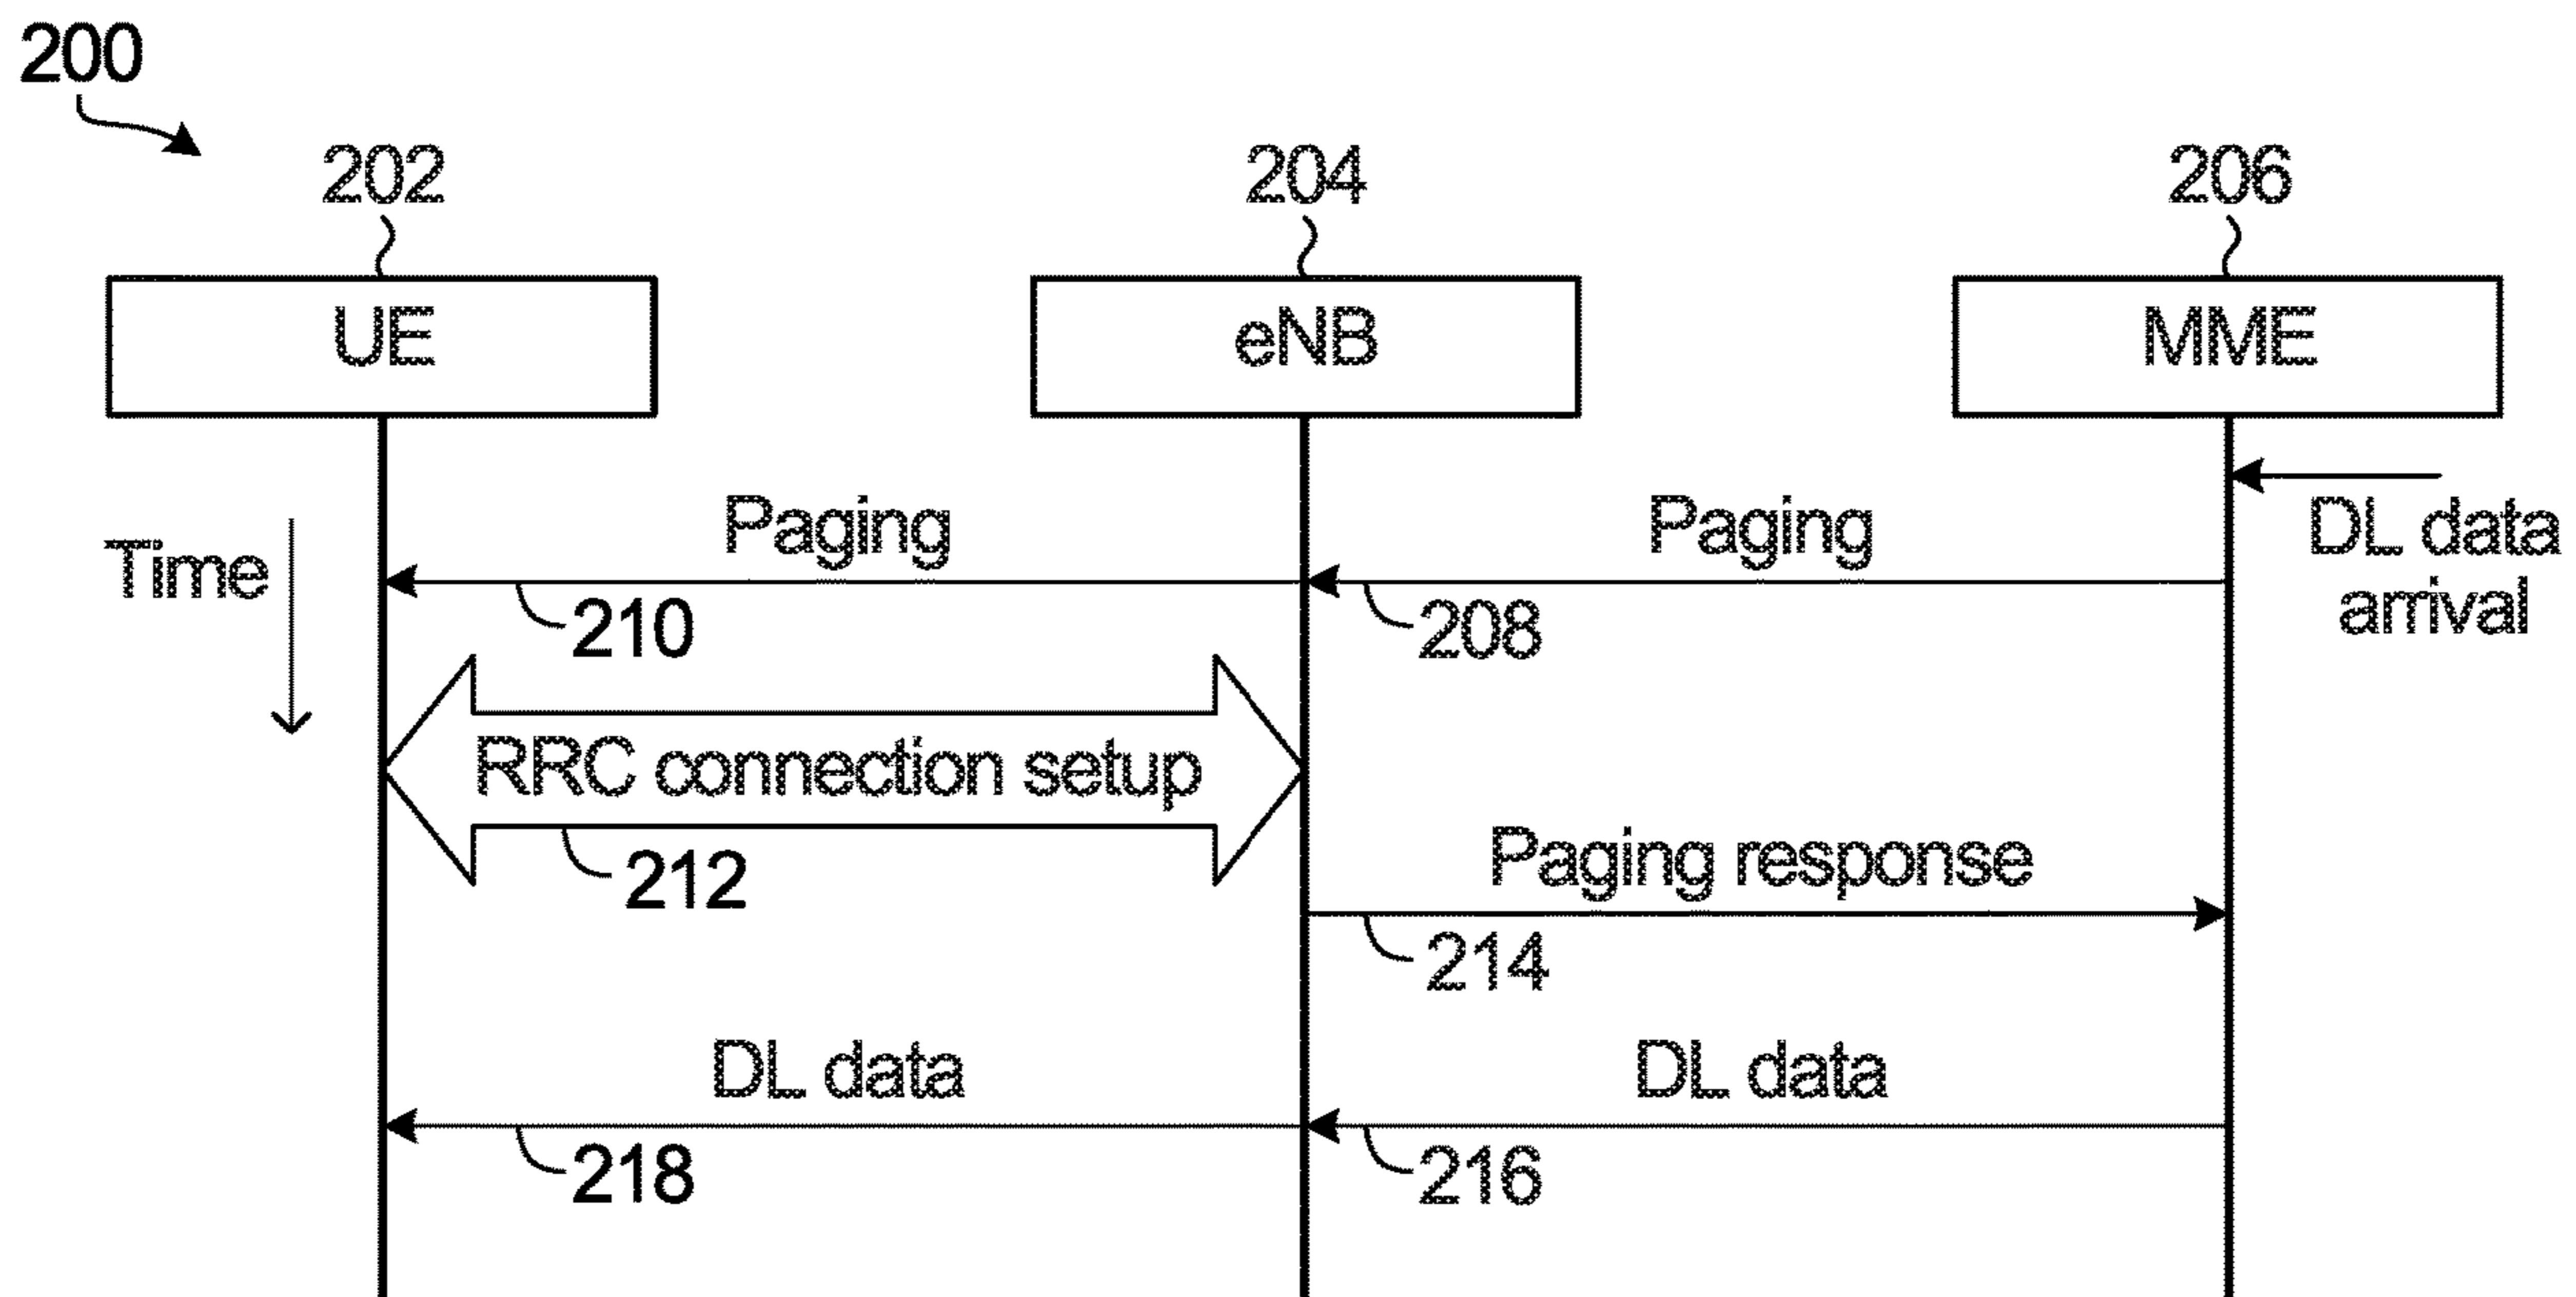 200
202
204
206
UE
eNB
MME
Paging
Paging
DL data
arrival
Time
210
208
RRC connection setup
212
Paging response
214
DL data
DL data
218
216